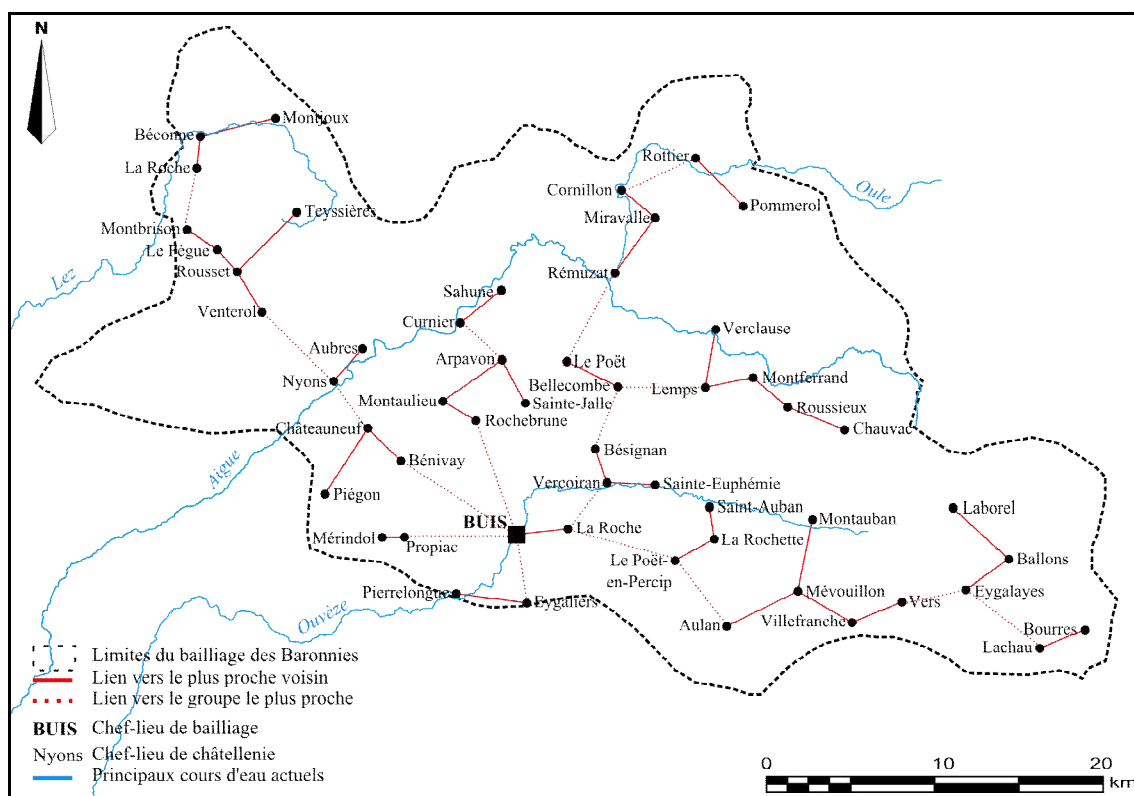 N
Montjoux
Béconne
La Roche
Rottier
Cornillon
Oule
Pommerol
Teyssières
Miravalle
Montbrison
Le Pègue
Rousset
Rémuzat
Lez
Sahune
Venterol
Curnier
Verclause
Aubres
Arpavon
Le Poët
Nyons
Bellecombe
Lemps
Montferrand
Montaulieu
Sainte-Jalle
Roussieux
Rochebrune
Châteauneuf
Chauvac
Bésignan
Aigue
Bénivay
Vercoiran
Sainte-Euphémie
Piégon
Saint-Auban
Laborel
BUIS
Montauban
La Roche
Mérindol
Propiac
La Rochette
Le Poët-
en-Percip
Ballons
Pierrelongue
Mévouillon
Eygalayes
Eygaliers
Vers
Ouvèze
Aulan
Villefranche
Bourres
Lachau
Limites du bailliage des Baronnies
Lien vers le plus proche voisin
Lien vers le groupe le plus proche
BUIS Chef-lieu de bailliage
Nyons Chef-lieu de châtellenie
Principaux cours d'eau actuels
0 10 20
km